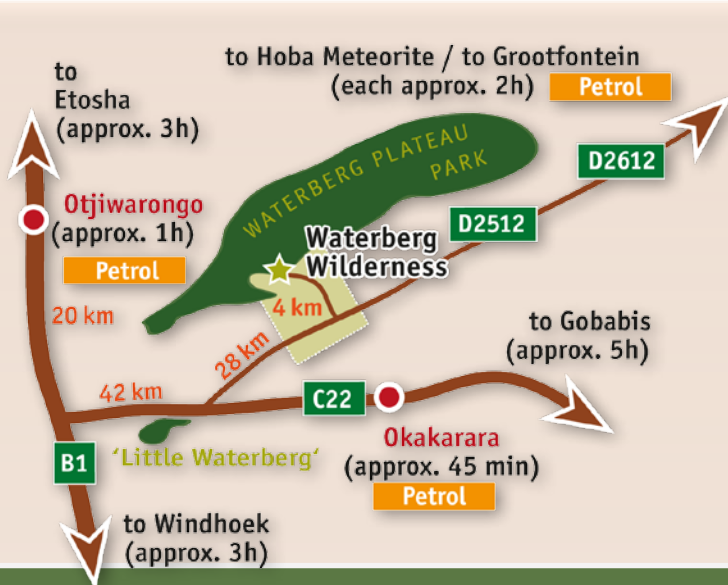 to Hoba Meteorite / to Grootfontein
(each approx. 2h)
Petrol
to
Etosha
(approx. 3h)
WATERBERG PLATEAU
PARK
D2612
Otjiwarongo
(approx. 1h)
Petrol
D2512
Waterberg
Wilderness
4 km
20 km
28 km
to Gobabis
(approx. 5h)
42 km
C22
Okakarara
(approx. 45 min)
Petrol
'Little Waterberg'
B1
to Windhoek
(approx. 3h)